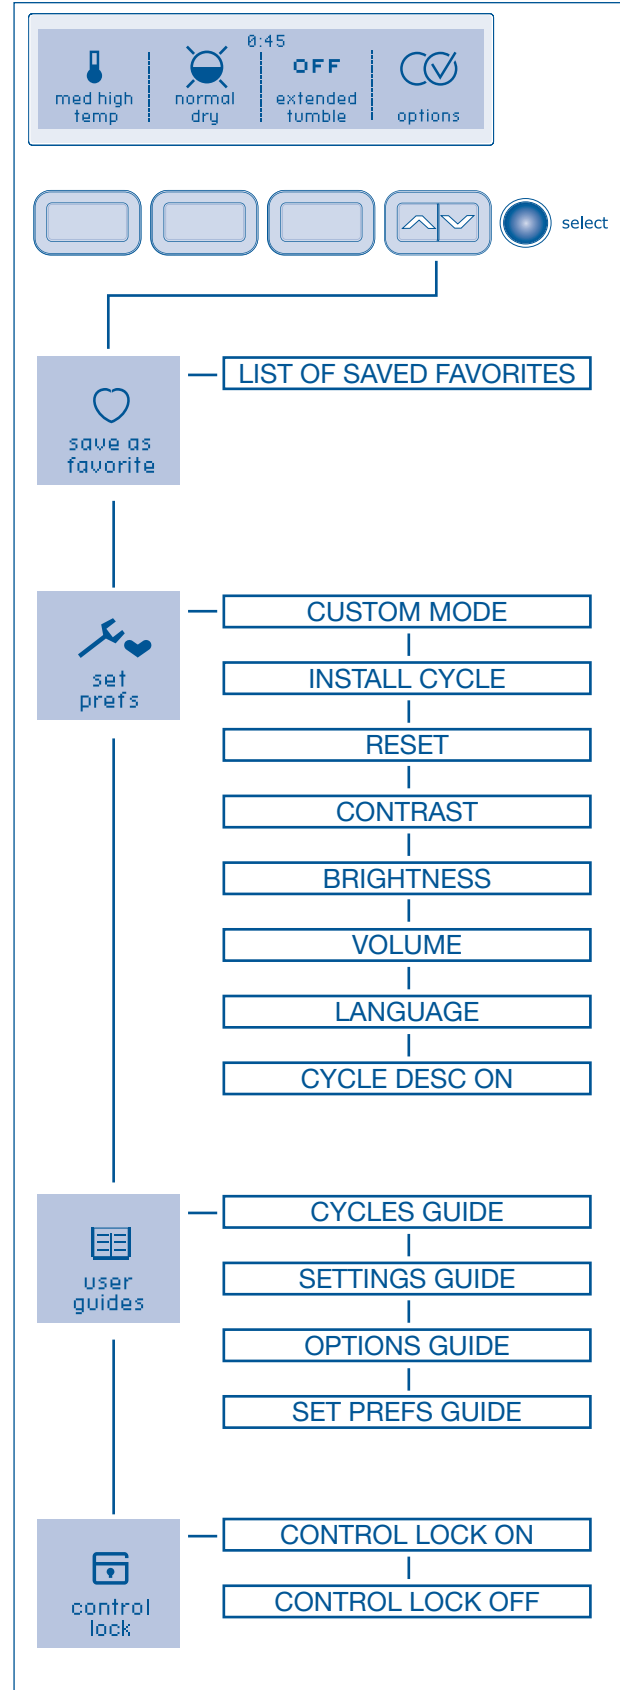 0:45
OFF
med high
temp
normal
dry
extended
tumble
options
select
LIST OF SAVED FAVORITES
save as
favorite
CUSTOM MODE
set
prefs
INSTALL CYCLE
RESET
CONTRAST
BRIGHTNESS
VOLUME
LANGUAGE
CYCLE DESC ON
CYCLES GUIDE
user
guides
SETTINGS GUIDE
OPTIONS GUIDE
SET PREFS GUIDE
CONTROL LOCK ON
control
lock
CONTROL LOCK OFF